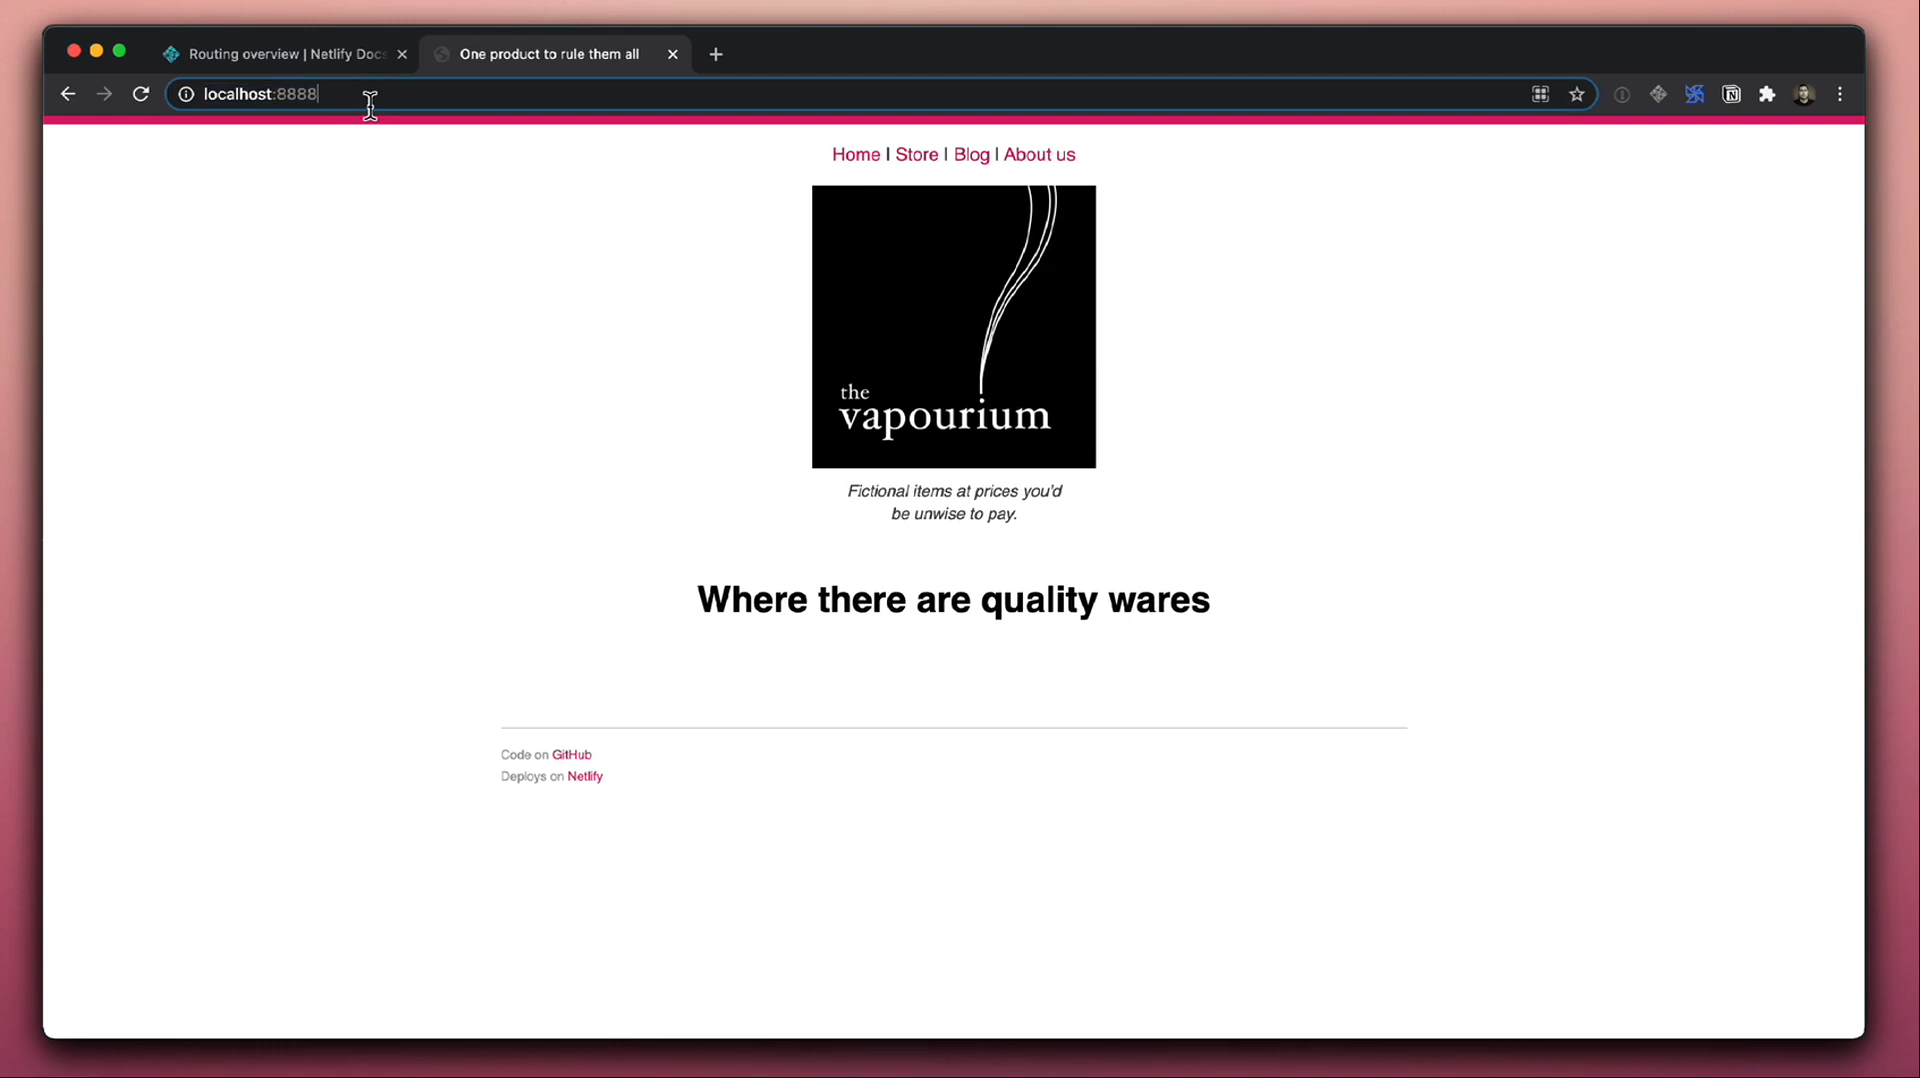 Routing overview | Netlify Docs
One product to rule them all
localhost:8888
Home | Store | Blog | About us
the
vapourium
Fictional items at prices you'd
be unwise to pay.
Where there are quality wares
Code on GitHub
Deploys on Netlify